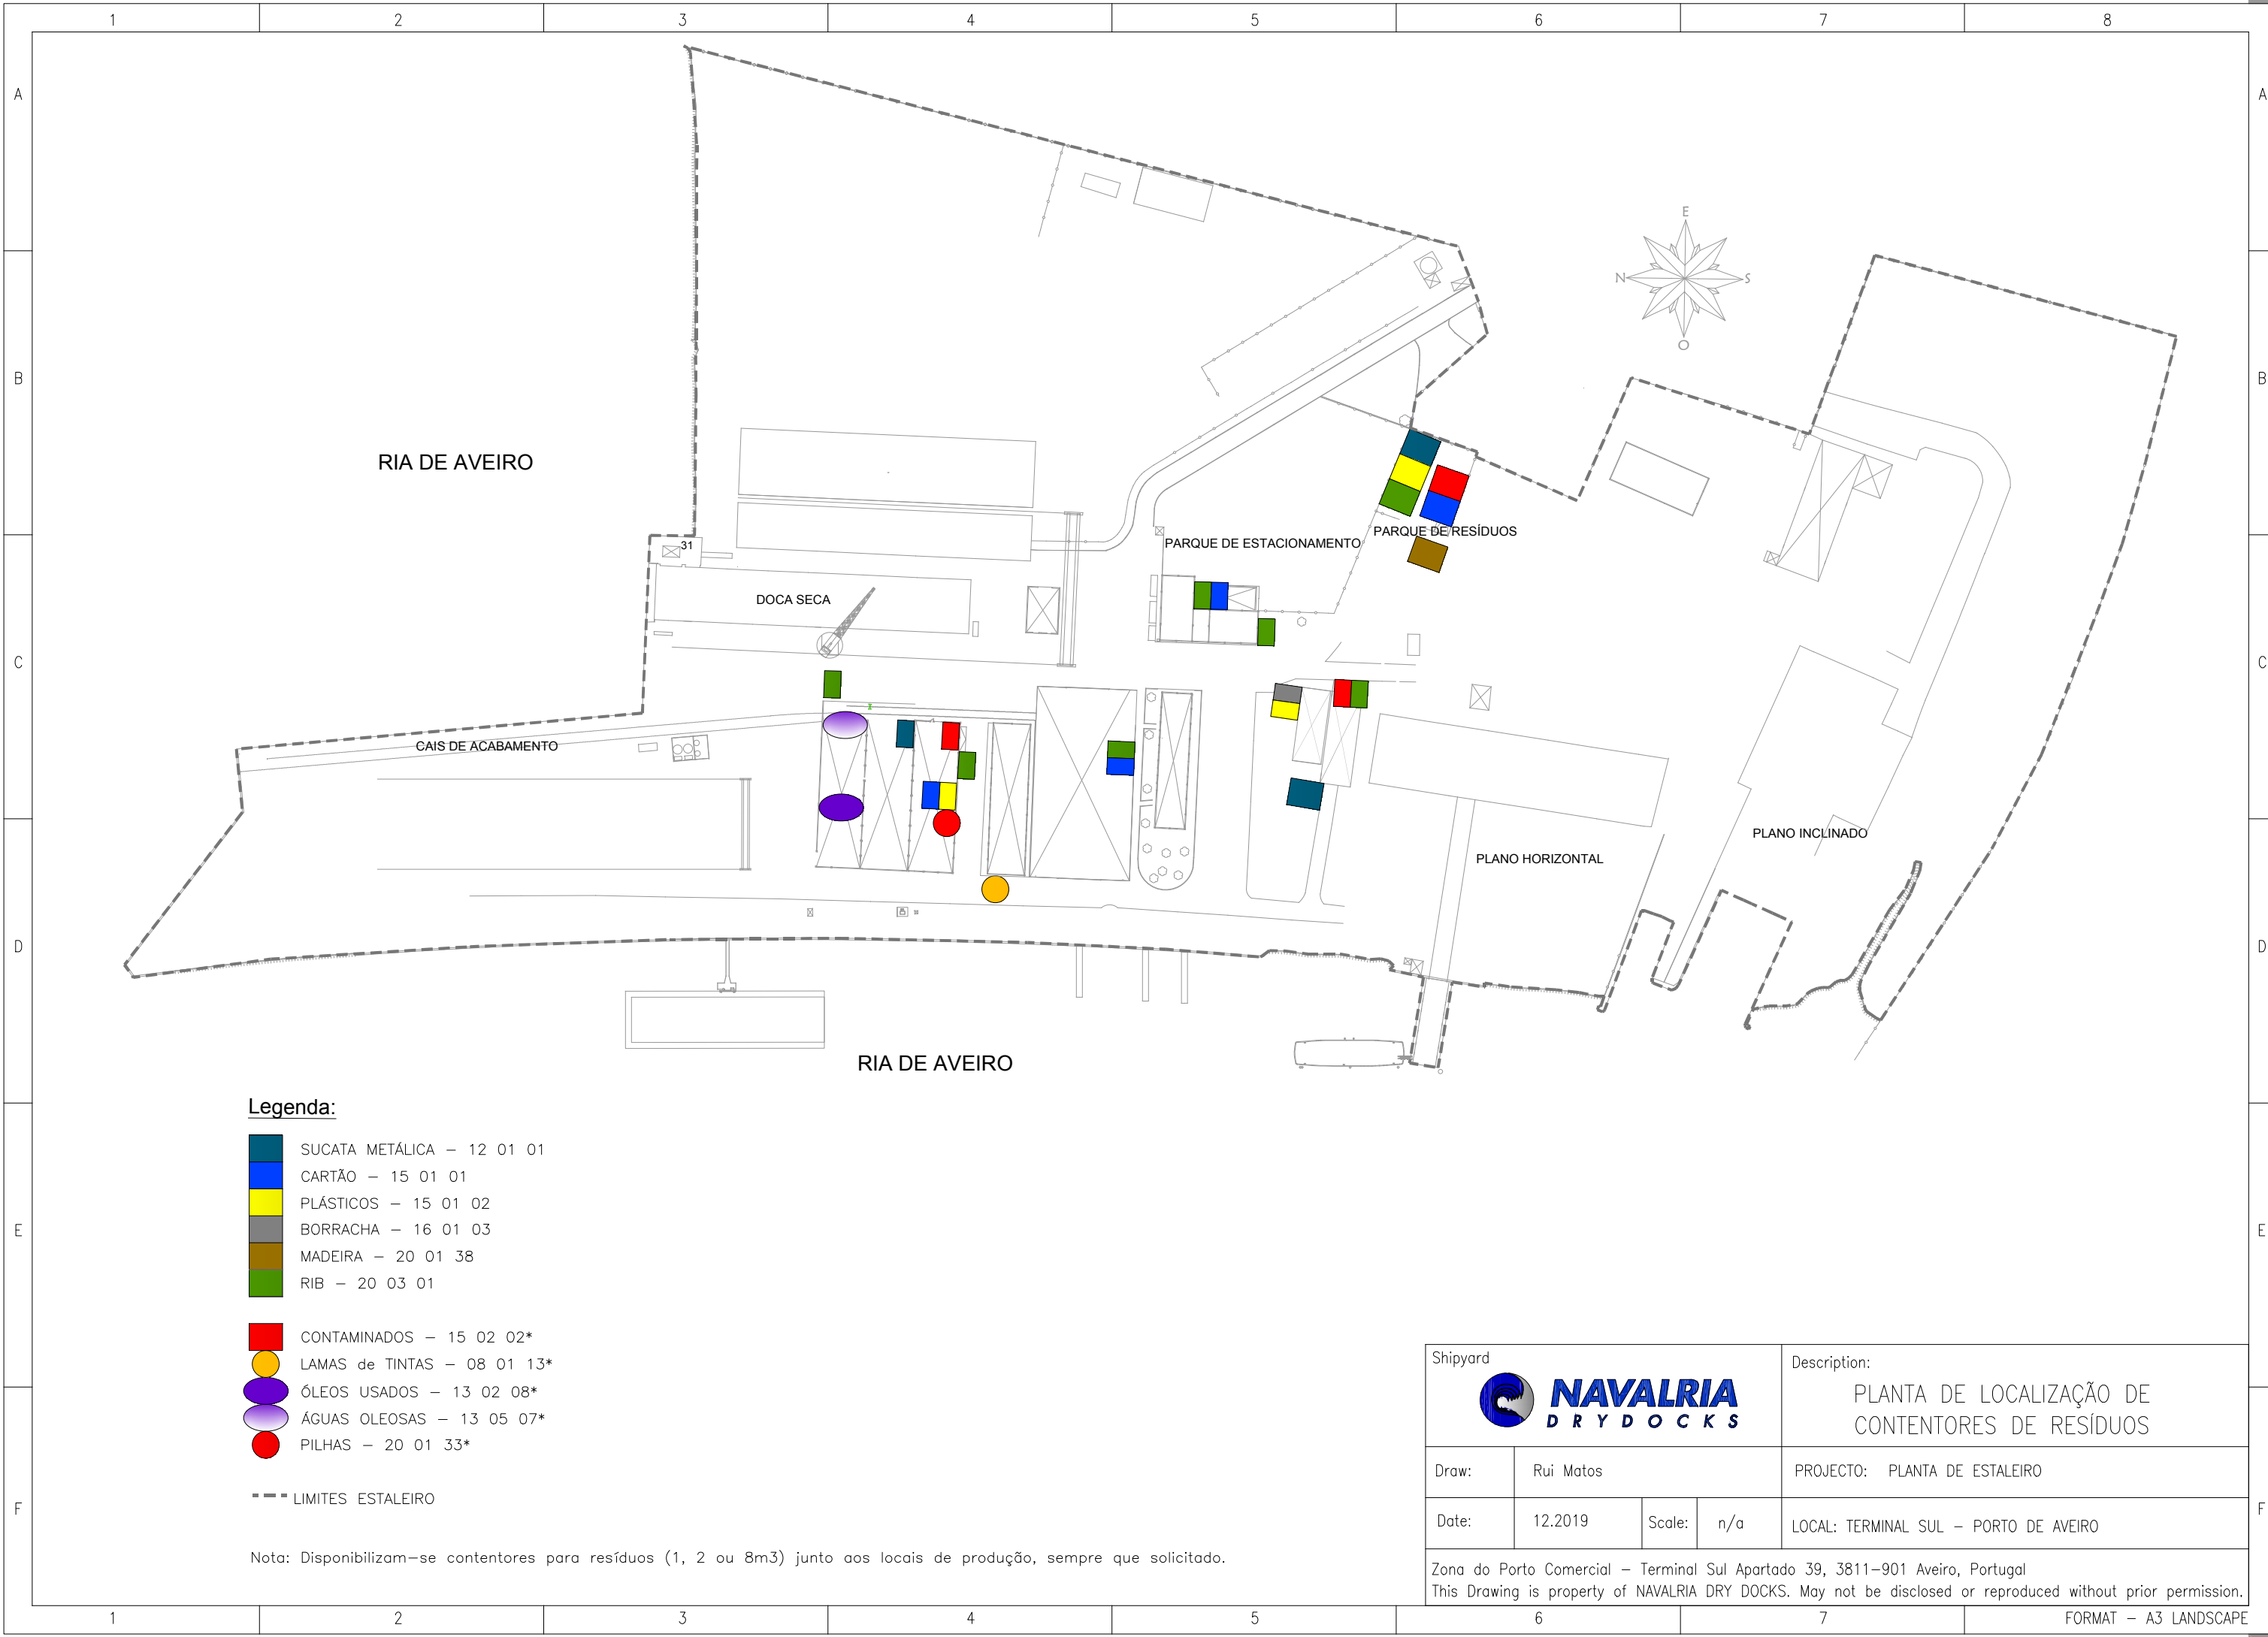 1 2 3 4 5 6 7 8
A A
E
N S
O
B B
RIA DE AVEIRO
PARQUE DE RESÍDUOS
PARQUE DE ESTACIONAMENTO
31
DOCA SECA
C C
CAIS DE ACABAMENTO
PLANO INCLINADO
PLANO HORIZONTAL
D D
RIA DE AVEIRO
Legenda:
SUCATA METÁLICA – 12 01 01
CARTÃO – 15 01 01
PLÁSTICOS – 15 01 02
BORRACHA – 16 01 03
MADEIRA – 20 01 38
RIB – 20 03 01
E E
CONTAMINADOS – 15 02 02*
LAMAS de TINTAS – 08 01 13*
ÓLEOS USADOS – 13 02 08*
ÁGUAS OLEOSAS – 13 05 07*
PILHAS – 20 01 33*
LIMITES ESTALEIRO
Nota: Disponibilizam–se contentores para resíduos (1, 2 ou 8m3) junto aos locais de produção, sempre que solicitado.
Shipyard
NAVALRIA
DRYDOCKS
Description:
PLANTA DE LOCALIZAÇÃO DE
CONTENTORES DE RESÍDUOS
Draw: Rui Matos
PROJECTO: PLANTA DE ESTALEIRO
F F
Date: 12.2019 Scale: n/a
LOCAL: TERMINAL SUL – PORTO DE AVEIRO
Zona do Porto Comercial – Terminal Sul Apartado 39, 3811–901 Aveiro, Portugal
This Drawing is property of NAVALRIA DRY DOCKS. May not be disclosed or reproduced without prior permission.
1 2 3 4 5 6 7
FORMAT – A3 LANDSCAPE